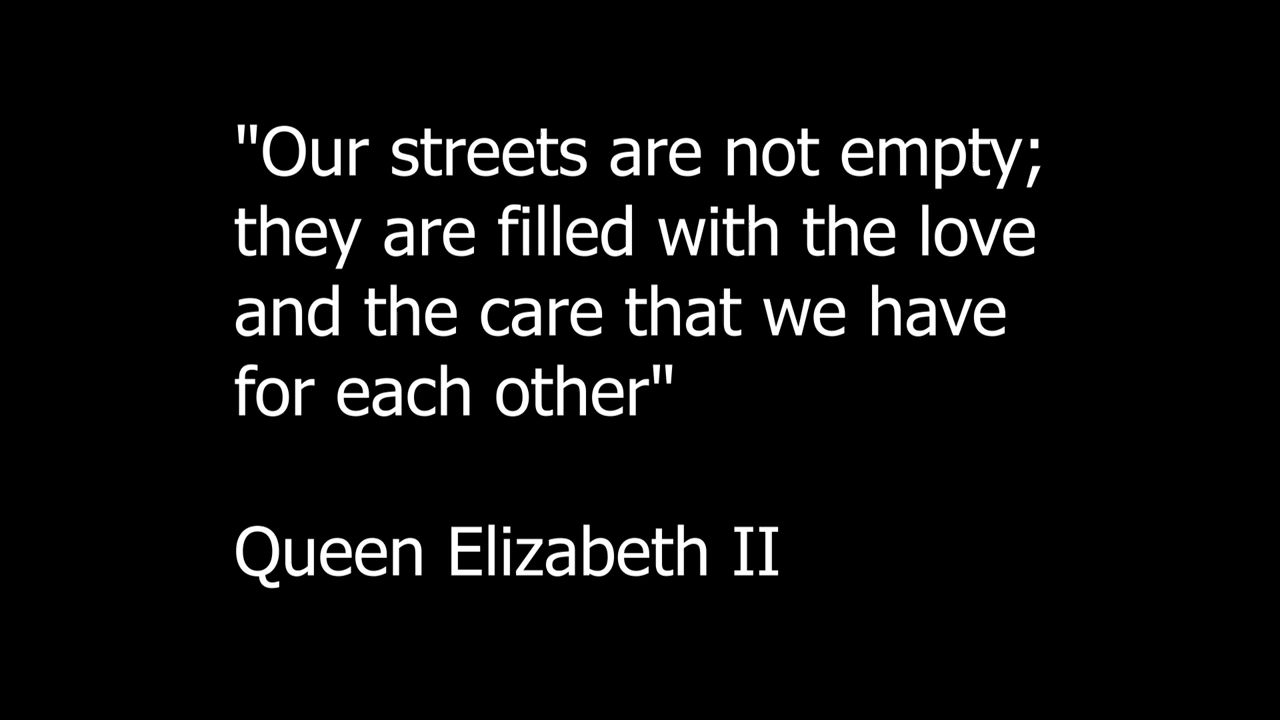 "Our streets are not empty;
they are filled with the love
and the care that we have
for each other"
Queen Elizabeth II